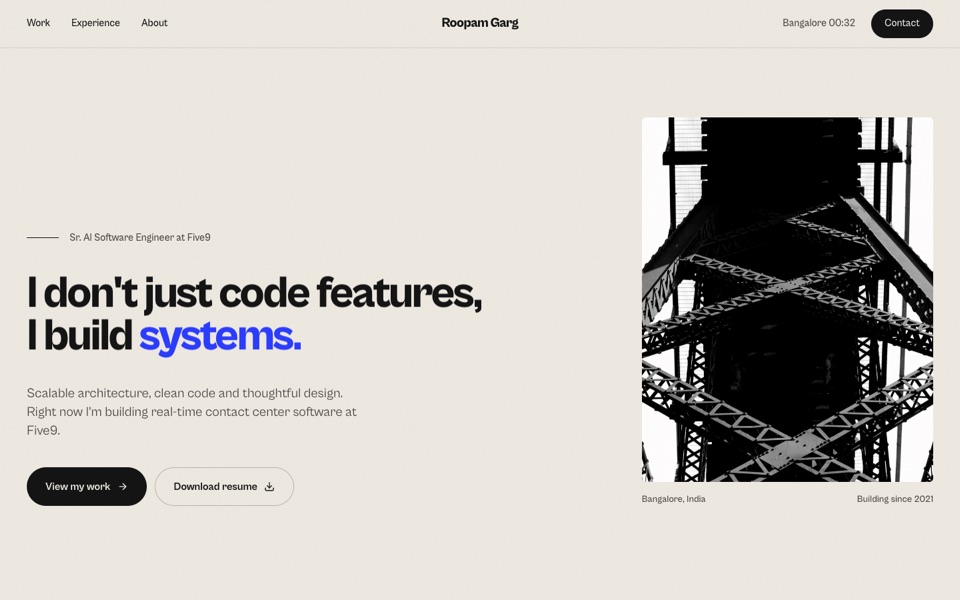 Work
Experience
About
Roopam Garg
Bangalore 00:32
Contact
Sr. AI Software Engineer at Five9
I don't just code features,
I build systems.
Scalable architecture, clean code and thoughtful design.
Right now I'm building real-time contact center software at
Five9.
View my work
Download resume
Bangalore, India
Building since 2021